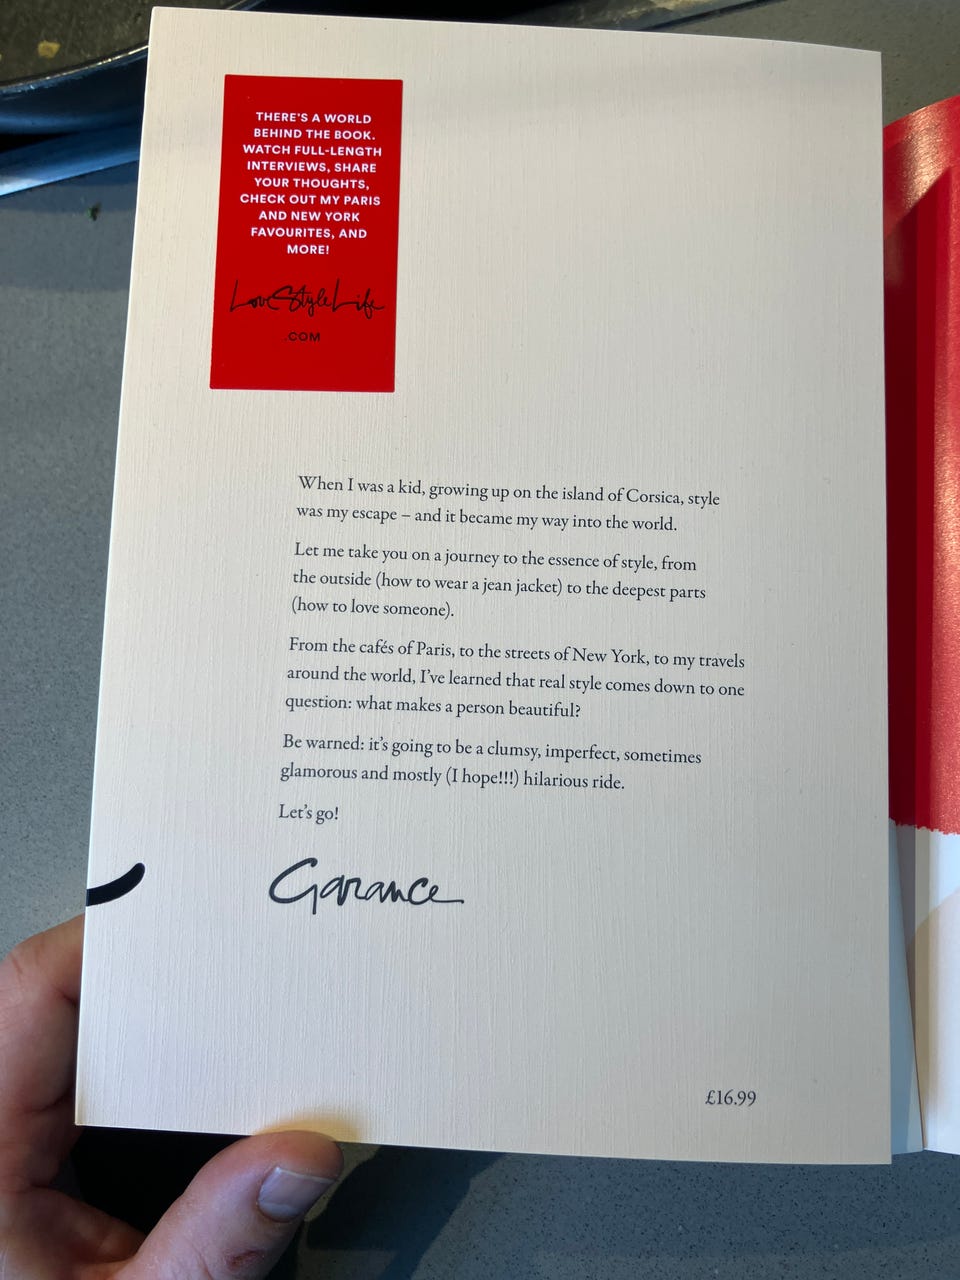 THERE'S A WORLD
BEHIND THE BOOK.
WATCH FULL-LENGTH
INTERVIEWS, SHARE
YOUR THOUGHTS,
CHECK OUT MY PARIS
AND NEW YORK
FAVOURITES, AND
MORE!
LoveStyleLife
.COM
When I was a kid, growing up on the island of Corsica, style
was my escape – and it became my way into the world.
Let me take you on a journey to the essence of style, from
the outside (how to wear a jean jacket) to the deepest parts
(how to love someone).
From the cafés of Paris, to the streets of New York, to my travels
around the world, I've learned that real style comes down to one
question: what makes a person beautiful?
Be warned: it's going to be a clumsy, imperfect, sometimes
glamorous and mostly (I hope!!!) hilarious ride.
Let's go!
Garance
£16.99